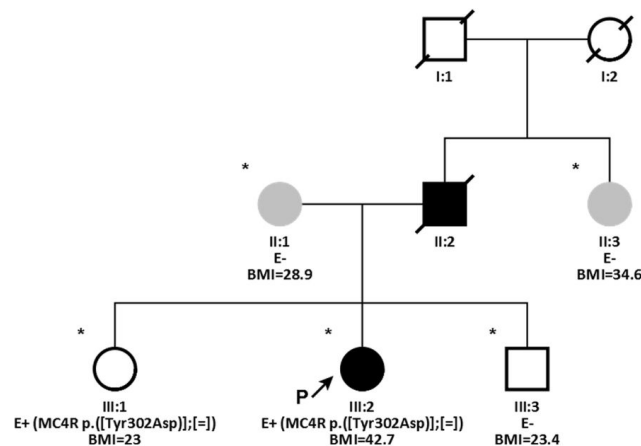 I:1 I:2
* *
II:1 II:2 II:3
E- E-
BMI=28.9 BMI=34.6
* * *
P
III:1 III:2 III:3
E+ (MC4R p.([Tyr302Asp)];[=]) E+ (MC4R p.([Tyr302Asp)];[=]) E-
BMI=23 BMI=42.7 BMI=23.4